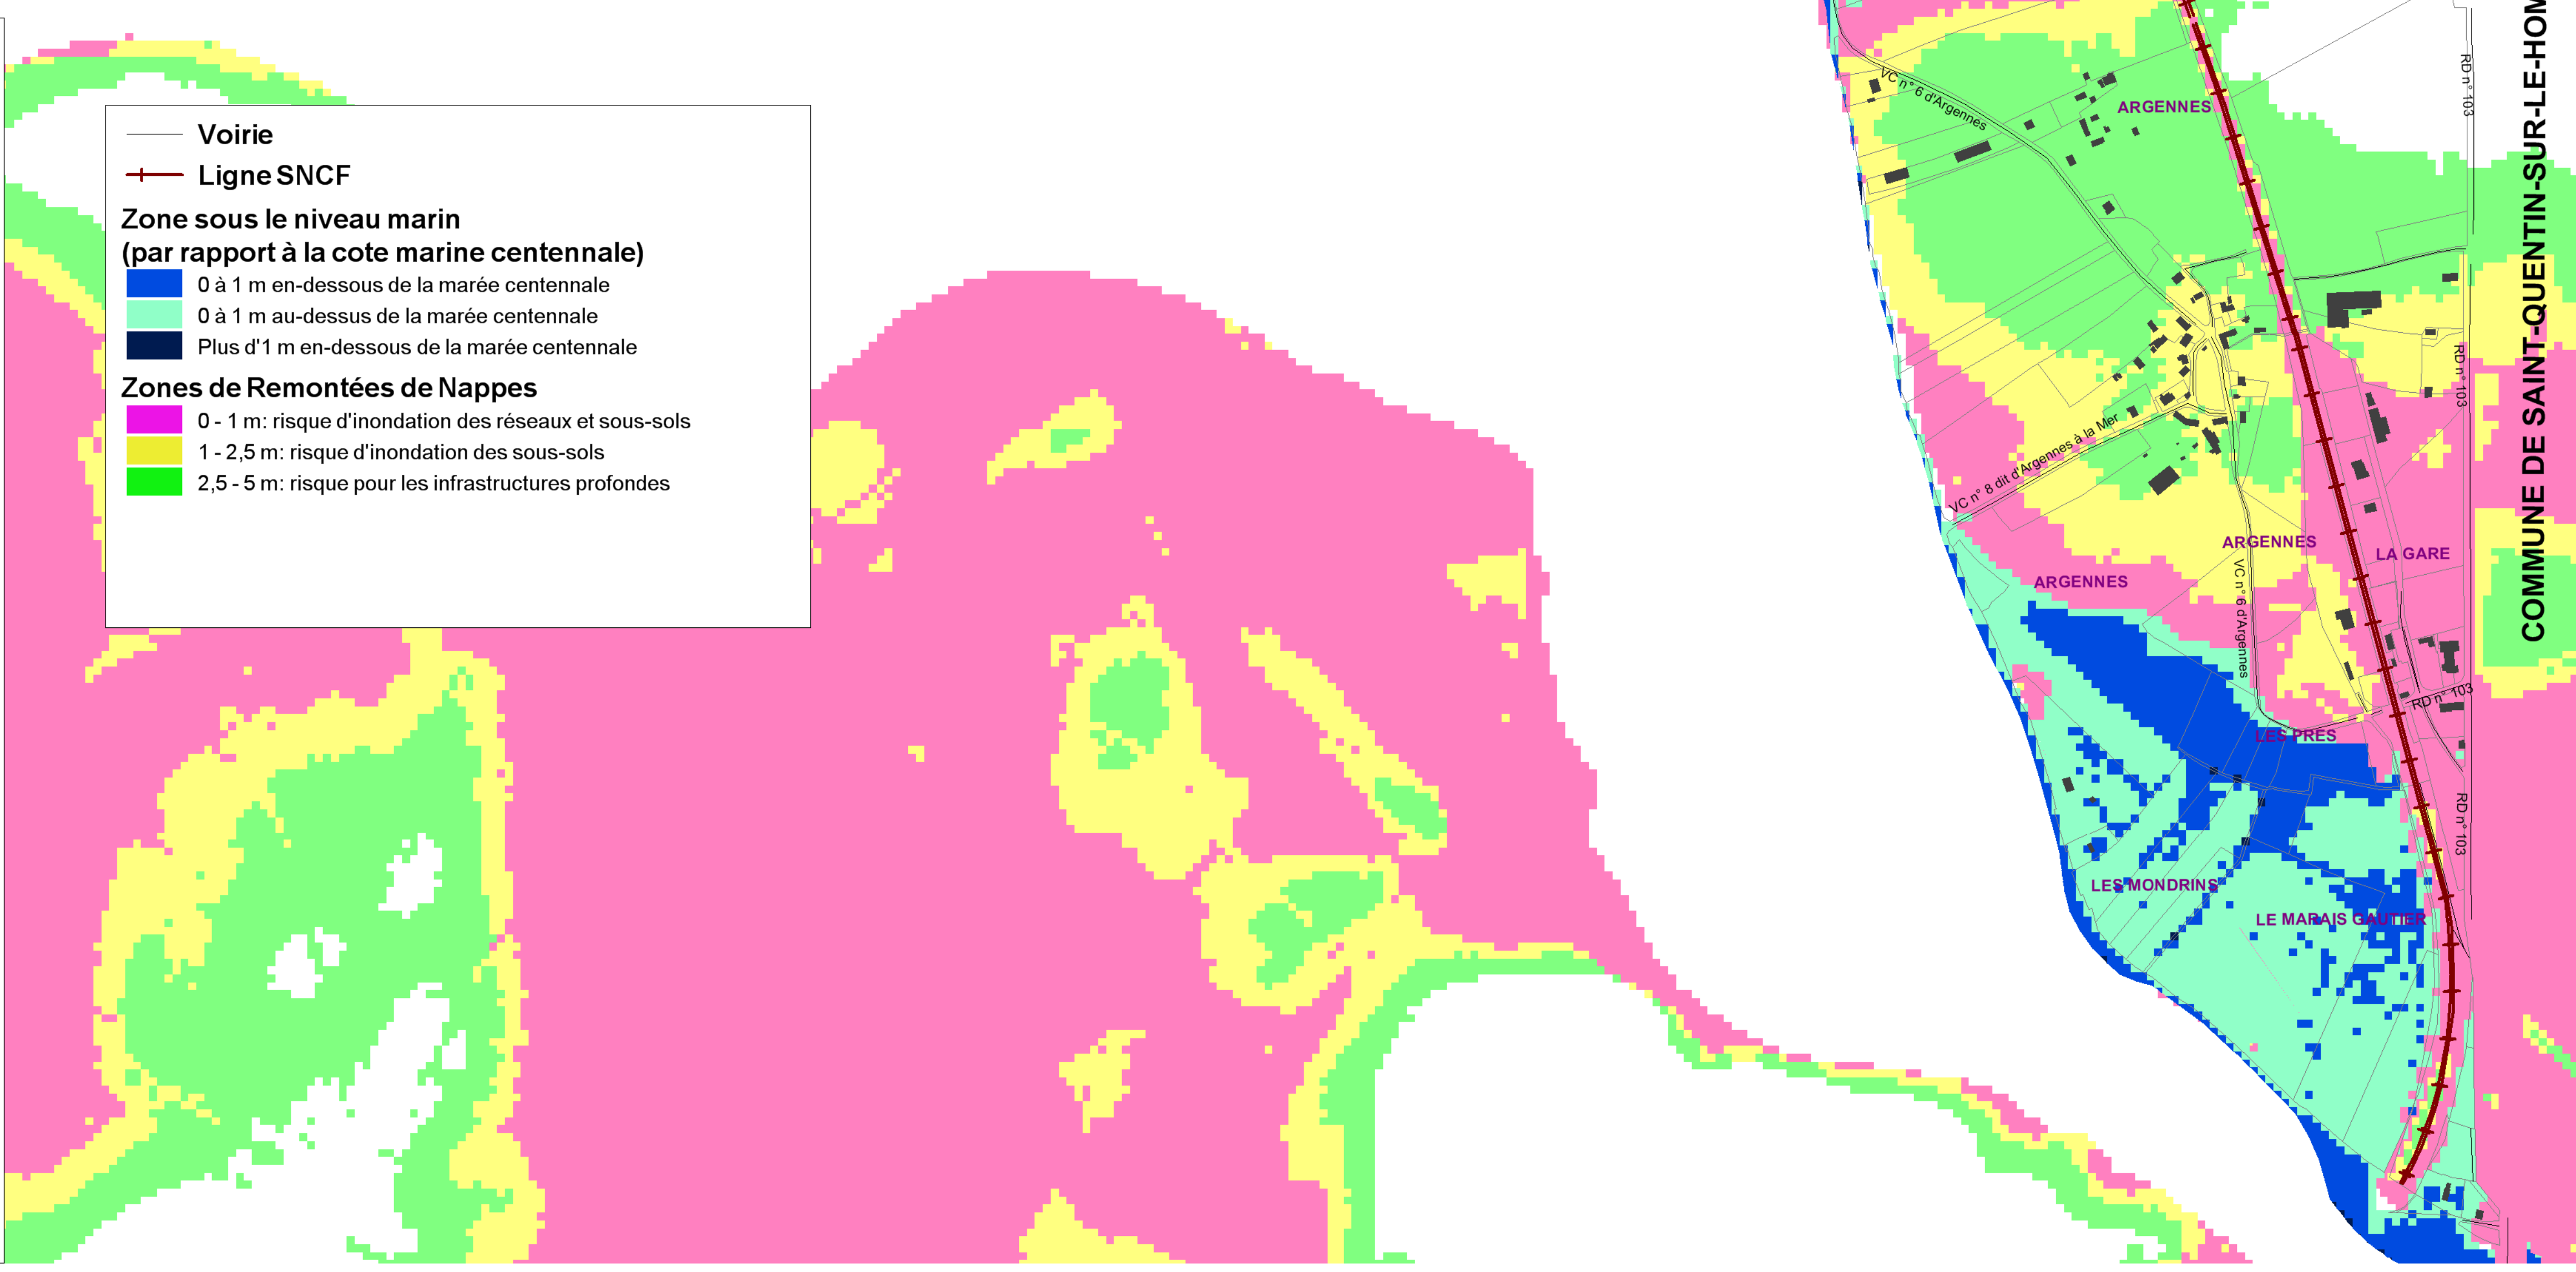 Voirie
Ligne SNCF
Zone sous le niveau marin
(par rapport à la cote marine centennale)
0 à 1 m en-dessous de la marée centennale
0 à 1 m au-dessus de la marée centennale
Plus d'1 m en-dessous de la marée centennale
Zones de Remontées de Nappes
0 - 1 m: risque d'inondation des réseaux et sous-sols
1 - 2,5 m: risque d'inondation des sous-sols
2,5 - 5 m: risque pour les infrastructures profondes
VC n° 6 d'Argennes
ARGENNES
RD n° 103
COMMUNE DE SAINT-QUENTIN-SUR-LE-HOM
RD n° 103
VC n° 8 dit d'Argennes à la Mer
ARGENNES
LA GARE
ARGENNES
VC n° 6 d'Argennes
RD n° 103
LES PRES
RD n° 103
LES MONDRINS
LE MARAIS GAUTIER